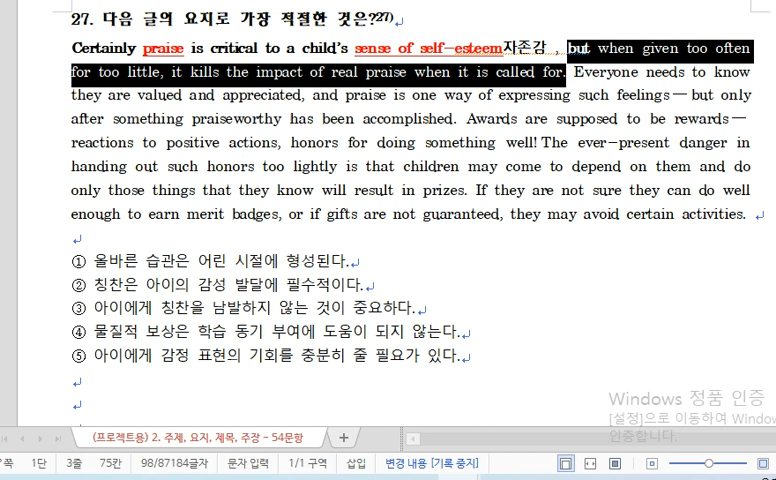 27. 다음 글의 요지로 가장 적절한 것은?27)
Certainly praise is critical to a child's sense of self-esteem자존감 , but when given too often
for too little, it kills the impact of real praise when it is called for. Everyone needs to know
they are valued and appreciated, and praise is one way of expressing such feelings — but only
after something praiseworthy has been accomplished. Awards are supposed to be rewards —
reactions to positive actions, honors for doing something well! The ever-present danger in
handing out such honors too lightly is that children may come to depend on them and do
only those things that they know will result in prizes. If they are not sure they can do well
enough to earn merit badges, or if gifts are not guaranteed, they may avoid certain activities.
① 올바른 습관은 어린 시절에 형성된다.
② 칭찬은 아이의 감성 발달에 필수적이다.
③ 아이에게 칭찬을 남발하지 않는 것이 중요하다.
④ 물질적 보상은 학습 동기 부여에 도움이 되지 않는다.
⑤ 아이에게 감정 표현의 기회를 충분히 줄 필요가 있다.
Windows 정품 인증
[설정]으로 이동하여 Windows
인증합니다.
(프로젝트용) 2. 주제, 요지, 제목, 주장 - 54문항
쪽 1단 3줄 75칸 98/87184글자 문자 입력 1/1 구역 삽입 변경 내용 [기록 중지]